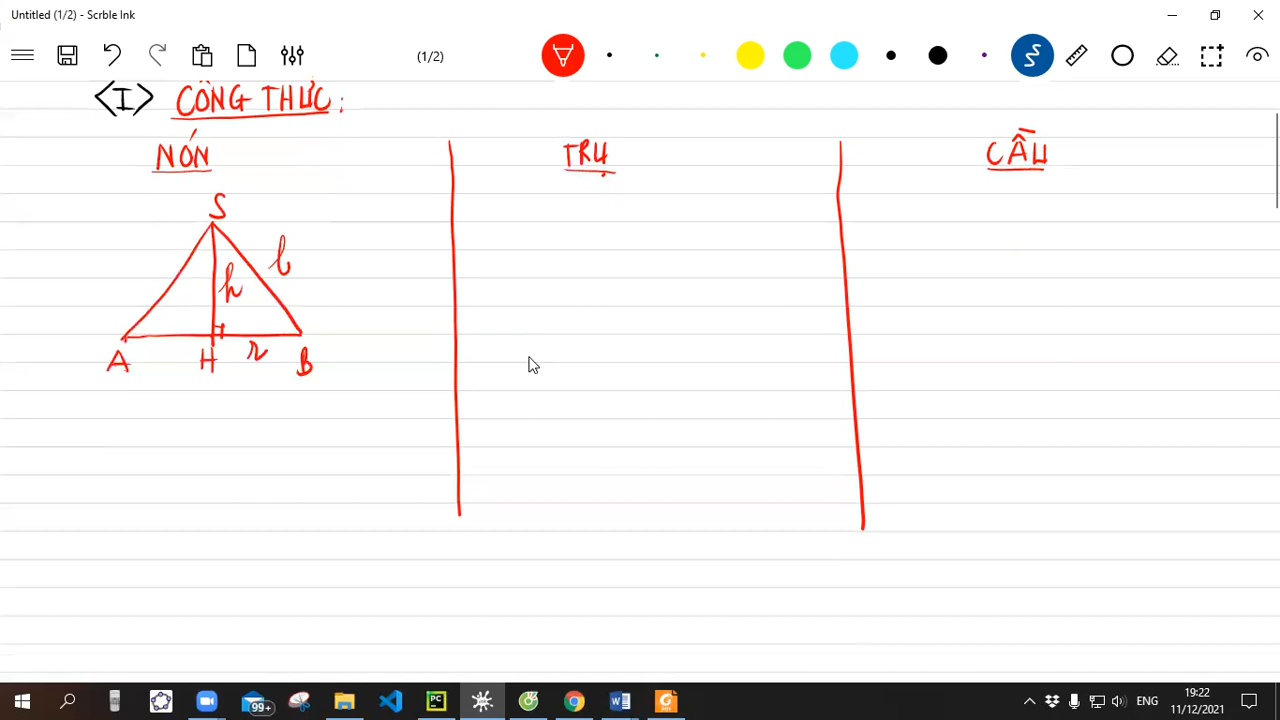 Untitled (1/2) - Scrble Ink
(1/2)
<I> CÔNG THỨC:
NÓN
TRỤ
CẦU
S
h
l
A
H
r
B
99+
PC
W
ENG
19:22
11/12/2021